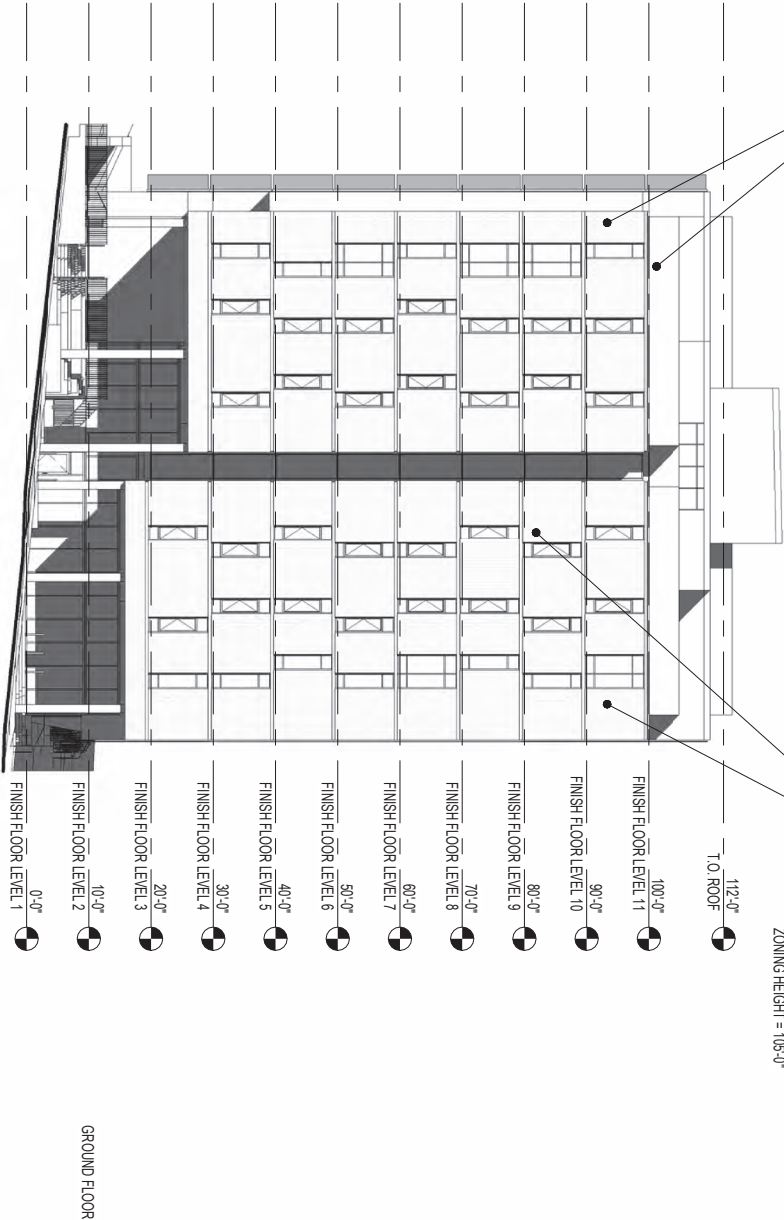 ZONING HEIGHT = 105'-0"
112'-0"
T.O. ROOF
100'-0"
FINISH FLOOR LEVEL 11
90'-0"
FINISH FLOOR LEVEL 10
80'-0"
FINISH FLOOR LEVEL 9
70'-0"
FINISH FLOOR LEVEL 8
60'-0"
FINISH FLOOR LEVEL 7
50'-0"
FINISH FLOOR LEVEL 6
40'-0"
FINISH FLOOR LEVEL 5
30'-0"
FINISH FLOOR LEVEL 4
20'-0"
FINISH FLOOR LEVEL 3
10'-0"
FINISH FLOOR LEVEL 2
0'-0"
FINISH FLOOR LEVEL 1
GROUND FLOOR